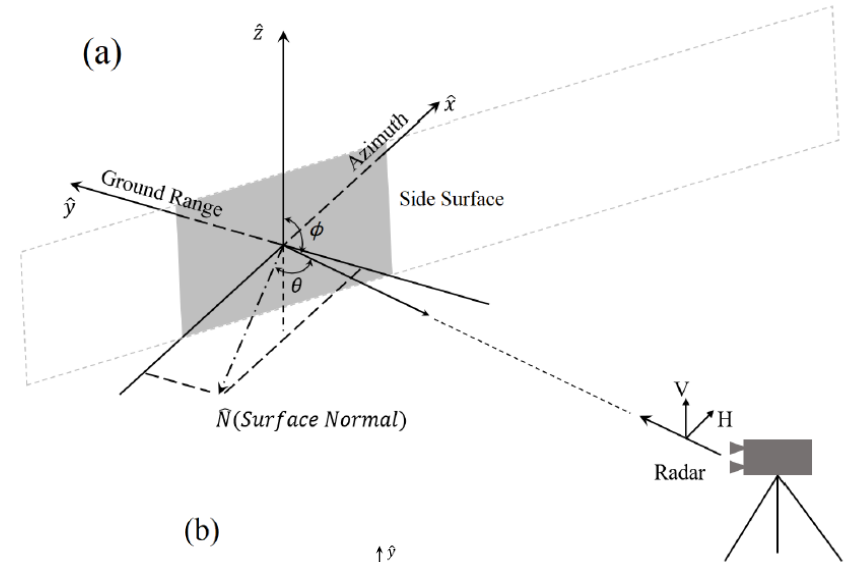 (a)
ẑ
x̂
Azimuth
Ground Range
ŷ
Side Surface
ϕ
θ
N̂(Surface Normal)
V
H
Radar
(b)
ŷ